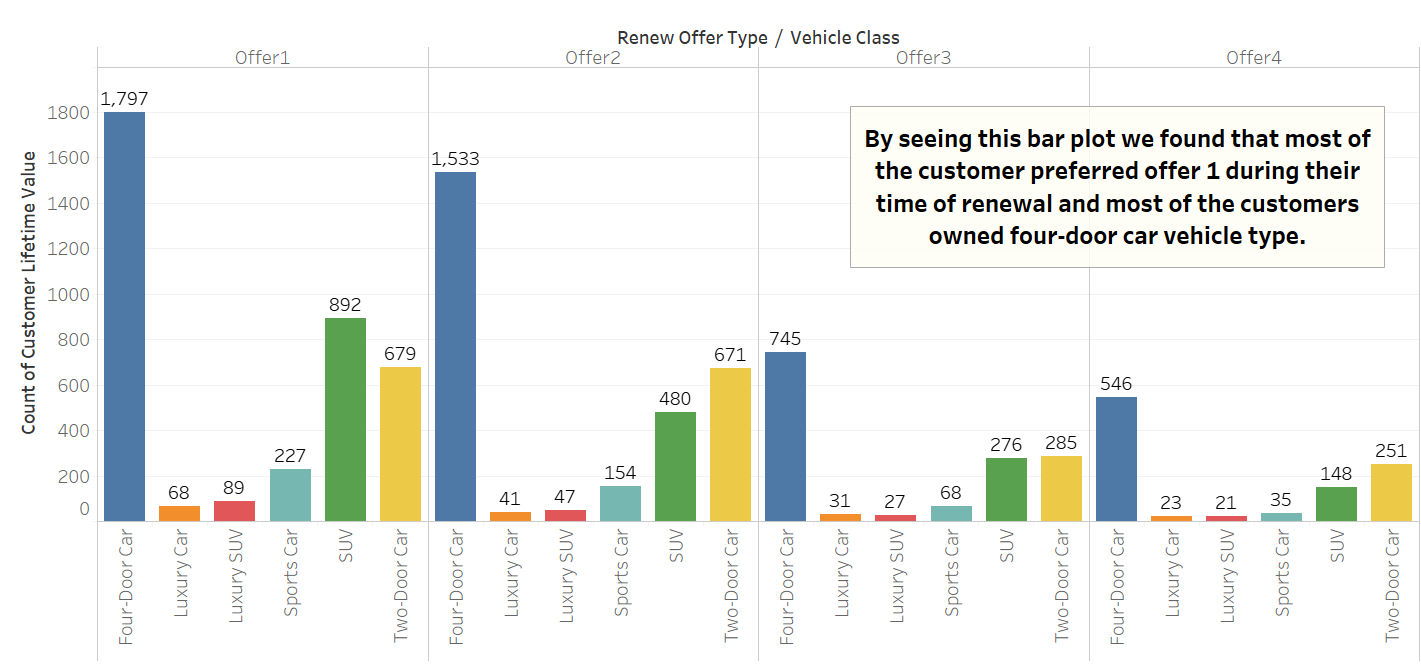 Renew Offer Type / Vehicle Class
Offer1 Offer2 Offer3 Offer4
Count of Customer Lifetime Value
1800
1600
1400
1200
1000
800
600
400
200
0
1,797 68 89 227 892 679
1,533 41 47 154 480 671
745 31 27 68 276 285
546 23 21 35 148 251
By seeing this bar plot we found that most of
the customer preferred offer 1 during their
time of renewal and most of the customers
owned four-door car vehicle type.
Four-Door Car
Luxury Car
Luxury SUV
Sports Car
SUV
Two-Door Car
Four-Door Car
Luxury Car
Luxury SUV
Sports Car
SUV
Two-Door Car
Four-Door Car
Luxury Car
Luxury SUV
Sports Car
SUV
Two-Door Car
Four-Door Car
Luxury Car
Luxury SUV
Sports Car
SUV
Two-Door Car